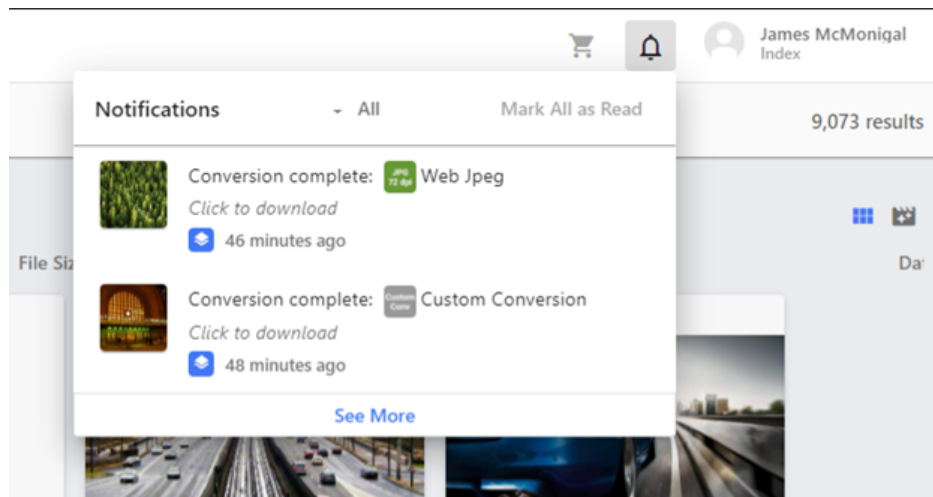 James McMonigal
Index
Notifications
All
Mark All as Read
9,073 results
Conversion complete: JPG 72 dpi Web Jpeg
Click to download
46 minutes ago
File Siz
Da
Conversion complete: Custom Conv Custom Conversion
Click to download
48 minutes ago
See More